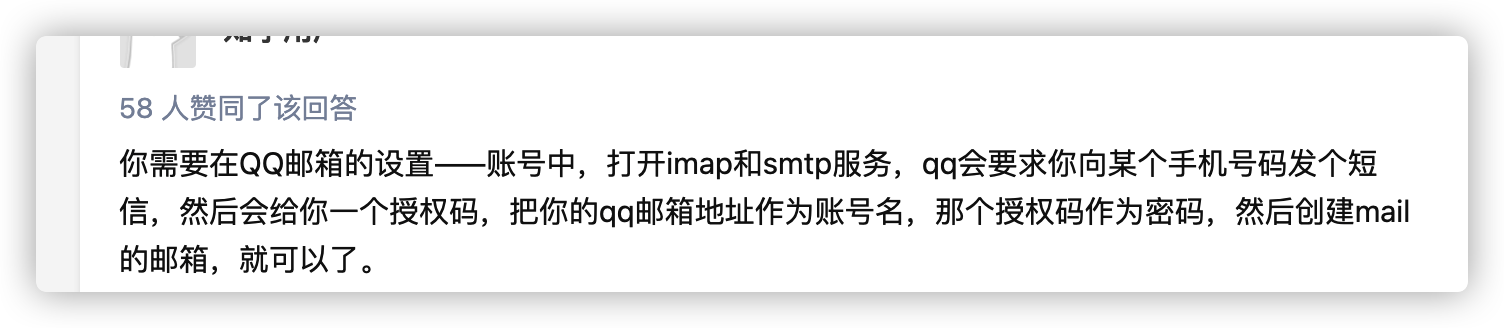 58 人赞同了该回答
你需要在QQ邮箱的设置——账号中，打开imap和smtp服务，qq会要求你向某个手机号码发个短
信，然后会给你一个授权码，把你的qq邮箱地址作为账号名，那个授权码作为密码，然后创建mail
的邮箱，就可以了。